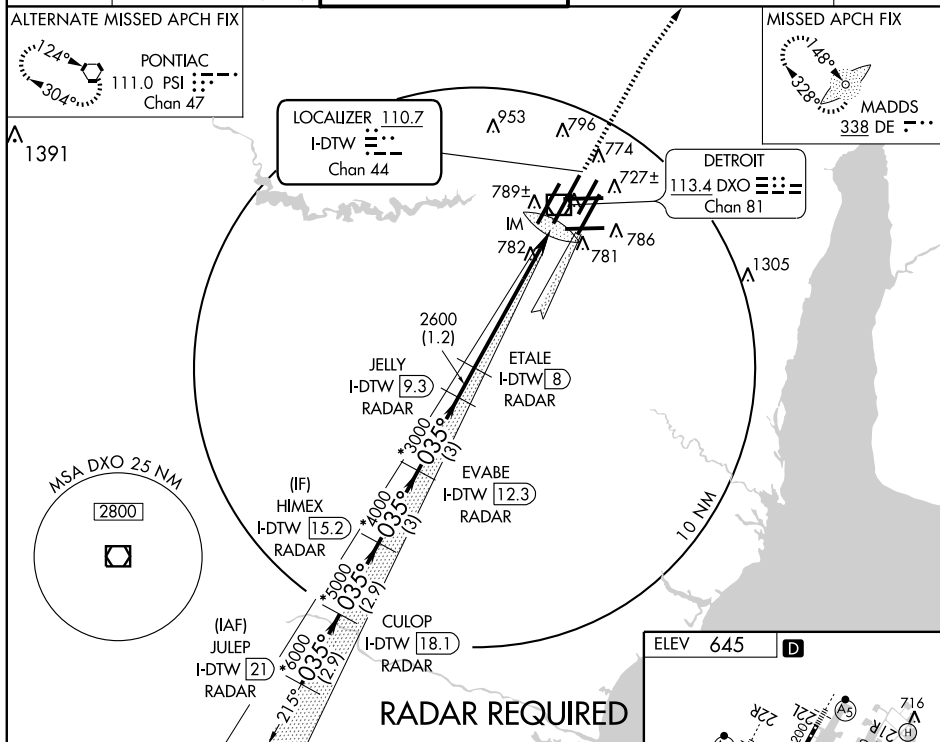 ALTERNATE MISSED APCH FIX
124°
304°
PONTIAC
111.0 PSI
Chan 47
MISSED APCH FIX
148°
328°
MADDS
338 DE
1391
LOCALIZER 110.7
I-DTW
Chan 44
953
796
774
727±
789±
DETROIT
113.4 DXO
Chan 81
IM
782
781
786
1305
2600
(1.2)
JELLY
I-DTW 9.3
RADAR
ETALE
I-DTW 8
RADAR
*3000
035°
(3)
EVABE
I-DTW 12.3
RADAR
10 NM
MSA DXO 25 NM
2800
(IF)
HIMEX
I-DTW 15.2
RADAR
*4000
035°
(3)
*5000
035°
(2.9)
CULOP
I-DTW 18.1
RADAR
(IAF)
JULEP
I-DTW 21
RADAR
*6000
035°
(2.9)
215°
RADAR REQUIRED
ELEV 645
D
22R
22L
200
A5
716
21R
H